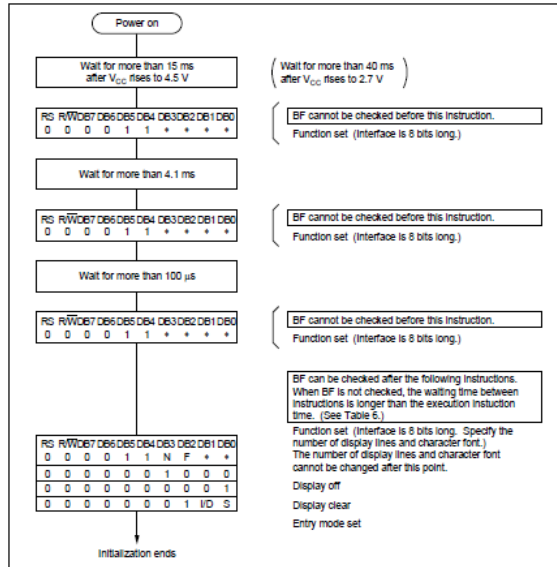 Power on
Wait for more than 15 ms
after VCC rises to 4.5 V
Wait for more than 40 ms
after VCC rises to 2.7 V
RS R/W DB7 DB6 DB5 DB4 DB3 DB2 DB1 DB0
0 0 0 0 1 1 * * * *
BF cannot be checked before this instruction.
Function set (Interface is 8 bits long.)
Wait for more than 4.1 ms
RS R/W DB7 DB6 DB5 DB4 DB3 DB2 DB1 DB0
0 0 0 0 1 1 * * * *
BF cannot be checked before this instruction.
Function set (Interface is 8 bits long.)
Wait for more than 100 μs
RS R/W DB7 DB6 DB5 DB4 DB3 DB2 DB1 DB0
0 0 0 0 1 1 * * * *
BF cannot be checked before this instruction.
Function set (Interface is 8 bits long.)
BF can be checked after the following instructions.
When BF is not checked, the waiting time between
instructions is longer than the execution instuction
time. (See Table 6.)
Function set (Interface is 8 bits long. Specify the
number of display lines and character font.)
The number of display lines and character font
cannot be changed after this point.
Display off
Display clear
Entry mode set
RS R/W DB7 DB6 DB5 DB4 DB3 DB2 DB1 DB0
0 0 0 0 1 1 N F * *
0 0 0 0 0 0 1 0 0 0
0 0 0 0 0 0 0 0 0 1
0 0 0 0 0 0 0 1 I/D S
Initialization ends